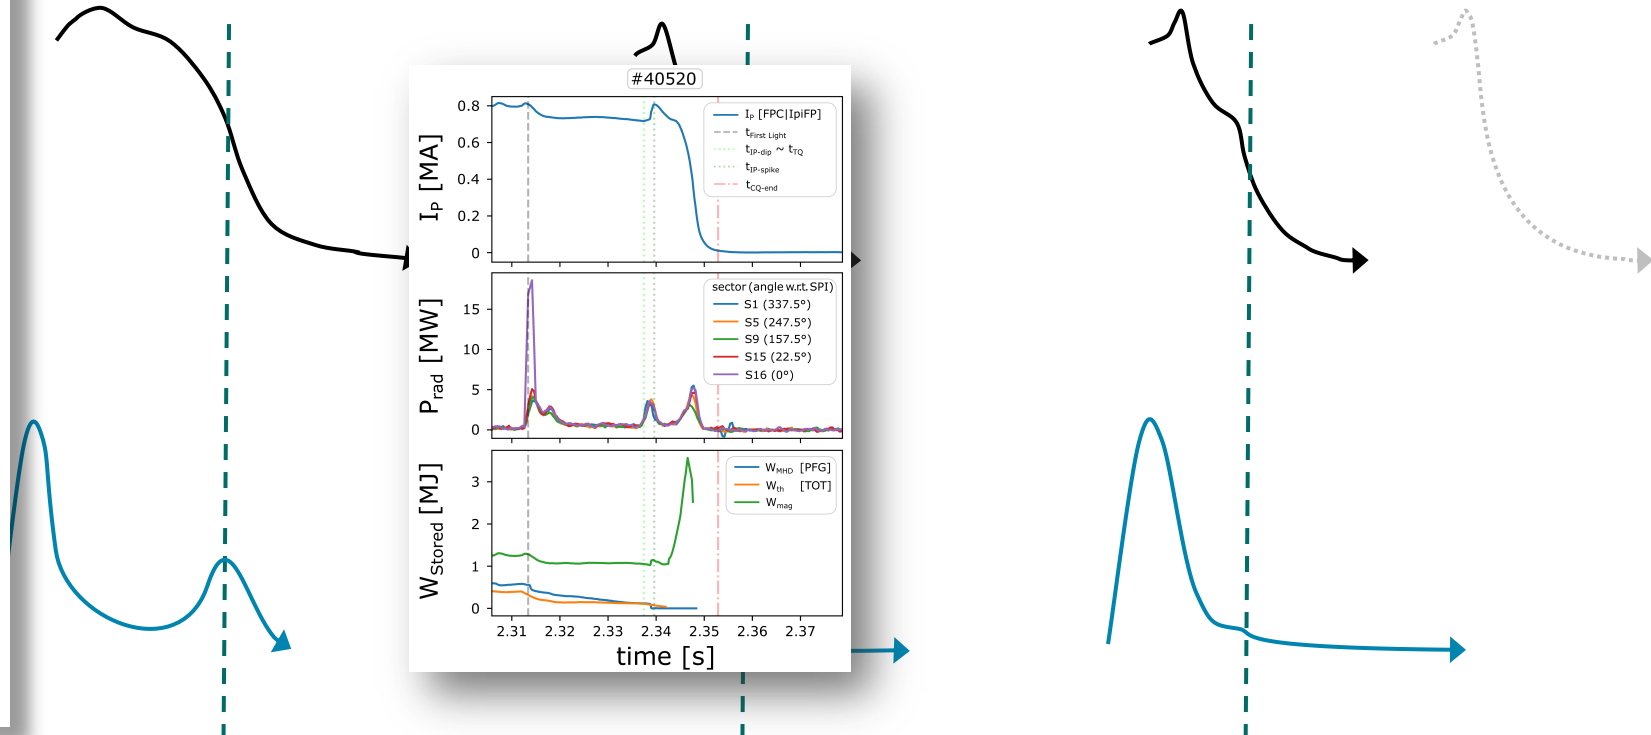 #40520
I_P [MA]
0.8
0.6
0.4
0.2
0
I_P [FPC|IpiFP]
t_First Light
t_IP-dip ~ t_TQ
t_IP-spike
t_CQ-end
P_rad [MW]
15
10
5
0
sector (angle w.r.t. SPI)
S1 (337.5°)
S5 (247.5°)
S9 (157.5°)
S15 (22.5°)
S16 (0°)
W_Stored [MJ]
3
2
1
0
W_MHD [PFG]
W_th [TOT]
W_mag
2.31 2.32 2.33 2.34 2.35 2.36 2.37
time [s]